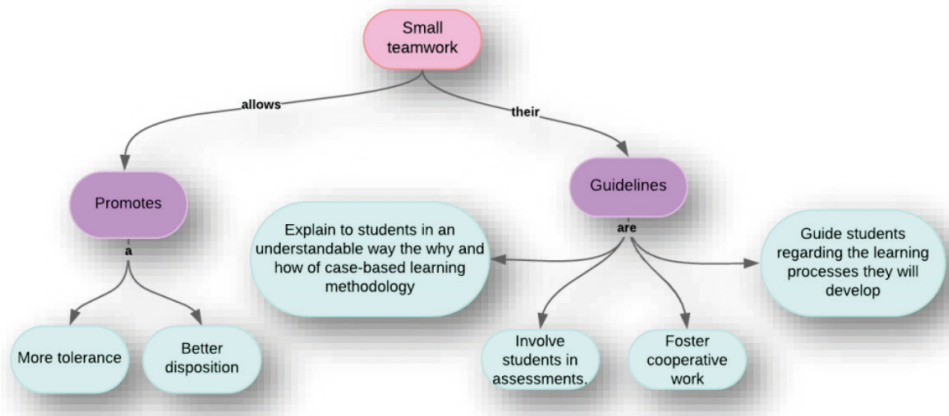 Small
teamwork
allows
their
Promotes
Guidelines
a
are
Explain to students in an
understandable way the why and
how of case-based learning
methodology
Guide students
regarding the learning
processes they will
develop
More tolerance
Better
disposition
Involve
students in
assessments.
Foster
cooperative
work